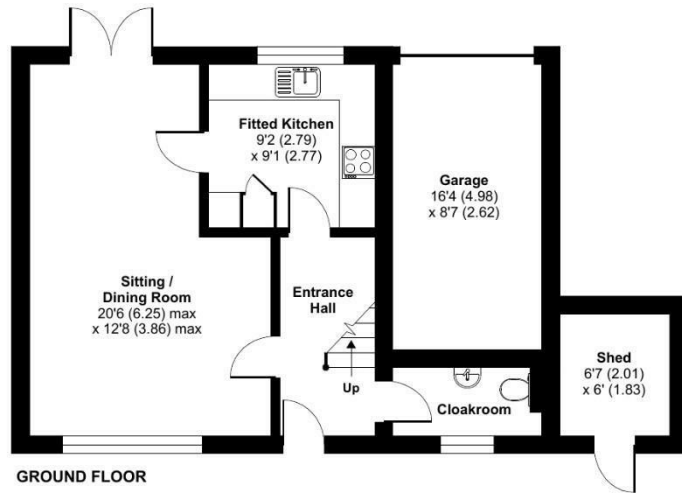 Fitted Kitchen
9'2 (2.79)
x 9'1 (2.77)
Garage
16'4 (4.98)
x 8'7 (2.62)
Sitting /
Dining Room
20'6 (6.25) max
x 12'8 (3.86) max
Entrance
Hall
Up
Cloakroom
Shed
6'7 (2.01)
x 6' (1.83)
GROUND FLOOR